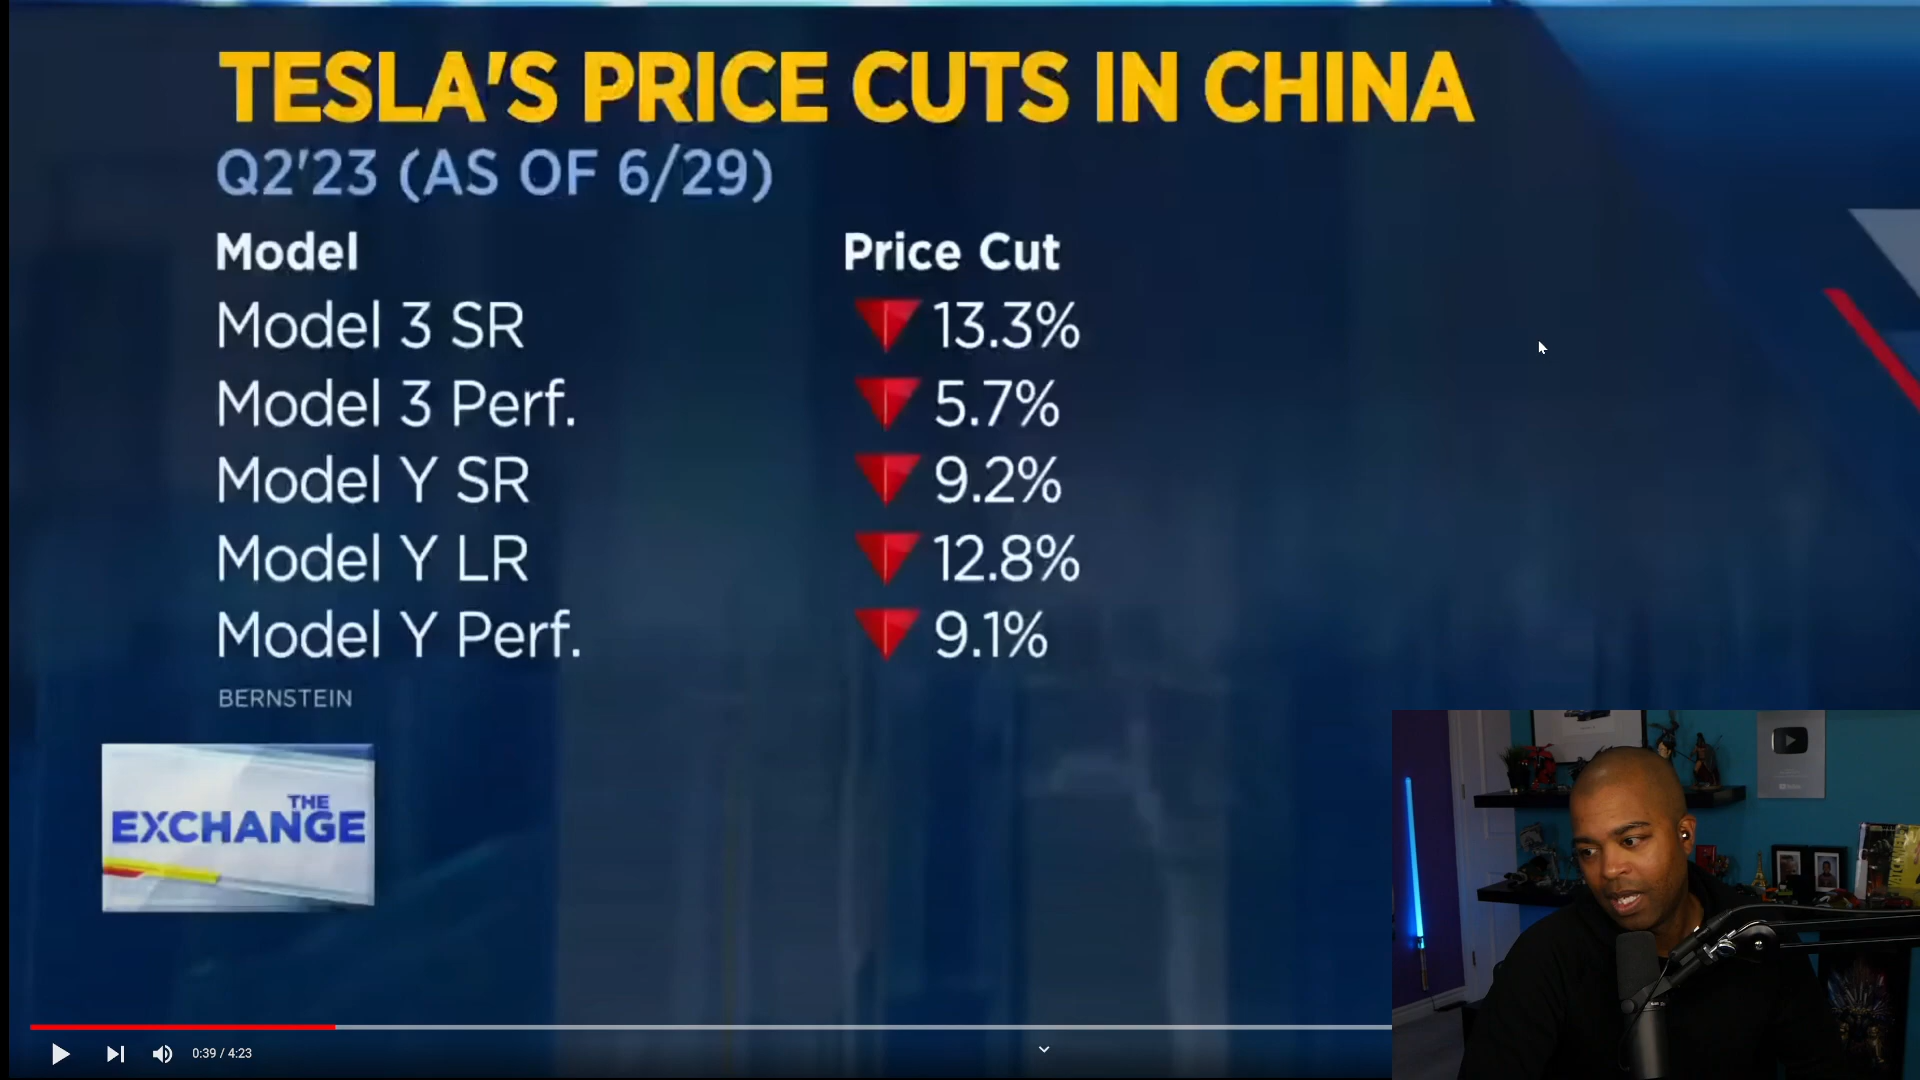 TESLA'S PRICE CUTS IN CHINA
Q2'23 (AS OF 6/29)
Model Price Cut
Model 3 SR 13.3%
Model 3 Perf. 5.7%
Model Y SR 9.2%
Model Y LR 12.8%
Model Y Perf. 9.1%
BERNSTEIN
THE
EXCHANGE
0:39 / 4:23